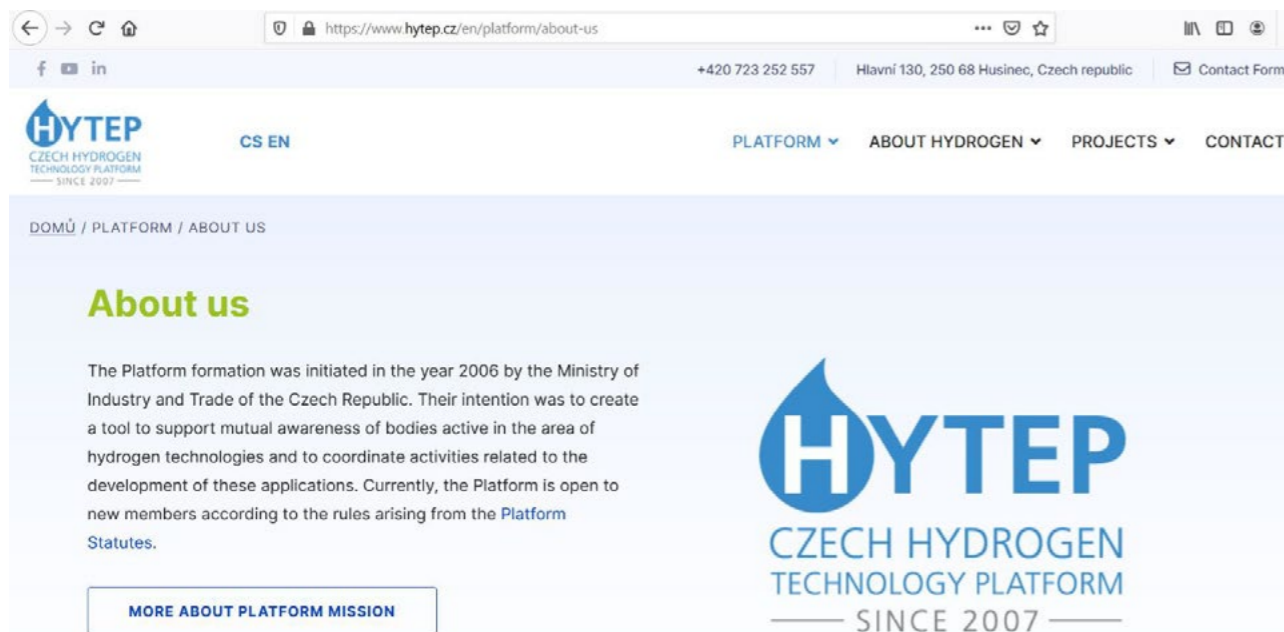 https://www.hytep.cz/en/platform/about-us
f in
+420 723 252 557 Hlavní 130, 250 68 Husinec, Czech republic Contact Form
HYTEP
CZECH HYDROGEN
TECHNOLOGY PLATFORM
SINCE 2007
CS EN
PLATFORM ABOUT HYDROGEN PROJECTS CONTACT
DOMŮ / PLATFORM / ABOUT US
About us
The Platform formation was initiated in the year 2006 by the Ministry of
Industry and Trade of the Czech Republic. Their intention was to create
a tool to support mutual awareness of bodies active in the area of
hydrogen technologies and to coordinate activities related to the
development of these applications. Currently, the Platform is open to
new members according to the rules arising from the Platform
Statutes.
MORE ABOUT PLATFORM MISSION
HYTEP
CZECH HYDROGEN
TECHNOLOGY PLATFORM
SINCE 2007